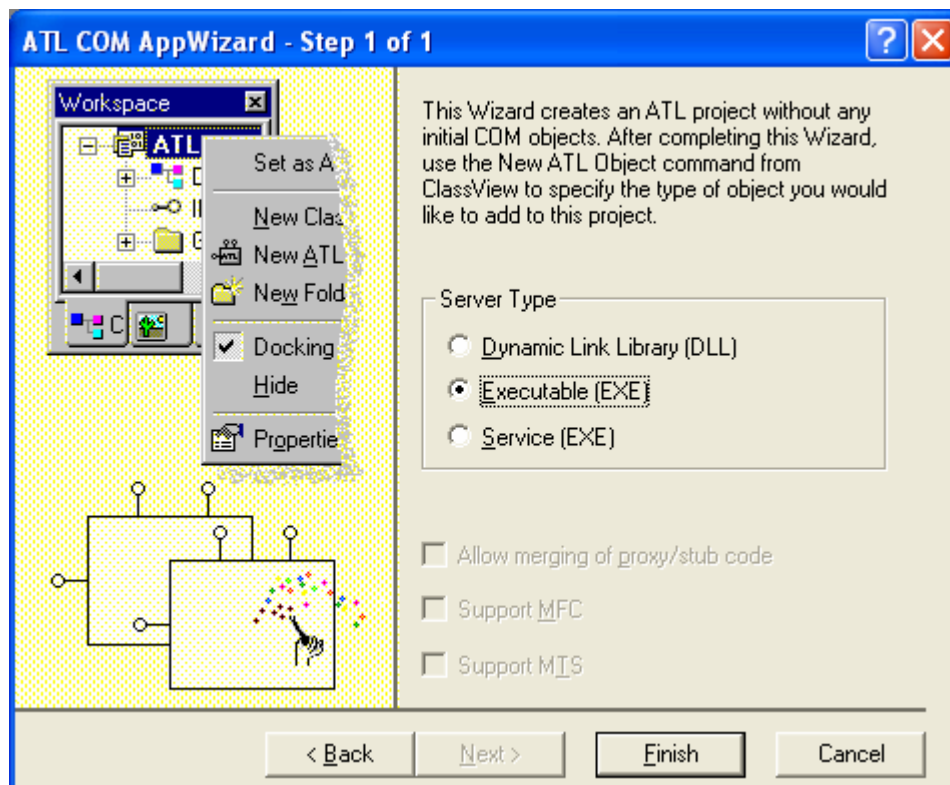 ATL COM AppWizard - Step 1 of 1
Workspace
ATL
Set as A
New Clas
New ATL
New Fold
Docking
Hide
Propertie
C
This Wizard creates an ATL project without any
initial COM objects. After completing this Wizard,
use the New ATL Object command from
ClassView to specify the type of object you would
like to add to this project.
Server Type
Dynamic Link Library (DLL)
Executable (EXE)
Service (EXE)
Allow merging of proxy/stub code
Support MFC
Support MTS
< Back
Next >
Finish
Cancel